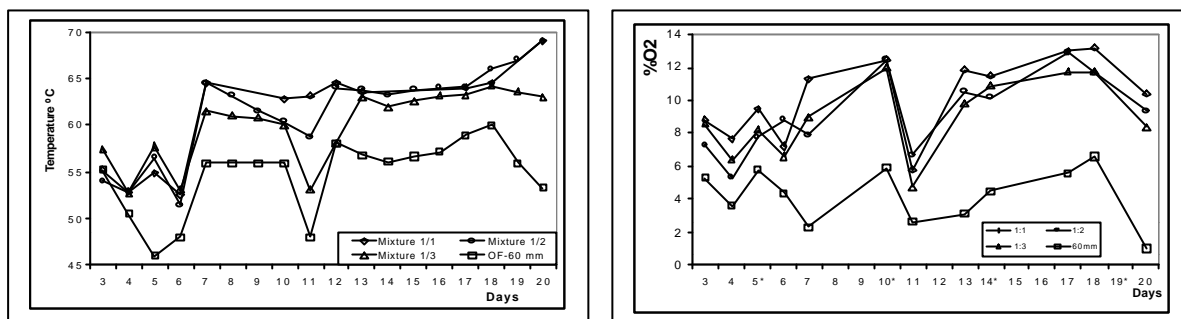 70
65
60
55
50
45
Temperature ºC
3 4 5 6 7 8 9 10 11 12 13 14 15 16 17 18 19 20
Days
Mixture 1/1 Mixture 1/2
Mixture 1/3 OF-60 mm
%O2
14
12
10
8
6
4
2
0
3 4 5* 6 7 8 9 10* 11 12 13 14* 15 16 17 18 19* 20
Days
1:1 1:2
1:3 60mm